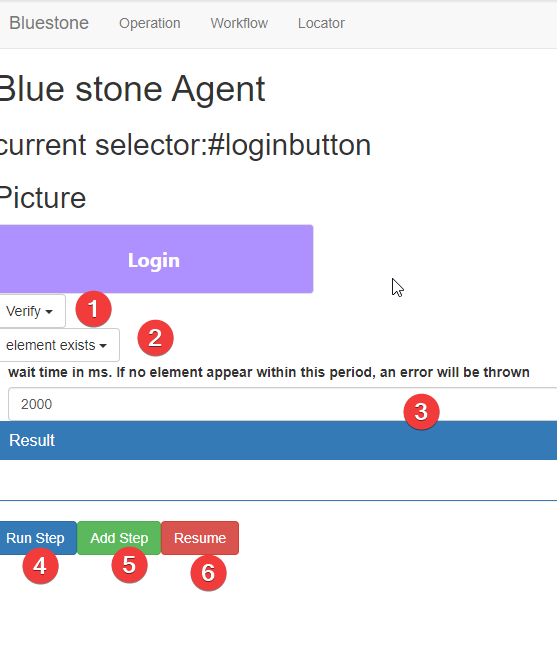 Bluestone Operation Workflow Locator
Blue stone Agent
current selector:#loginbutton
Picture
Login
Verify 1
element exists 2
wait time in ms. If no element appear within this period, an error will be thrown
2000 3
Result
Run Step Add Step Resume
4 5 6